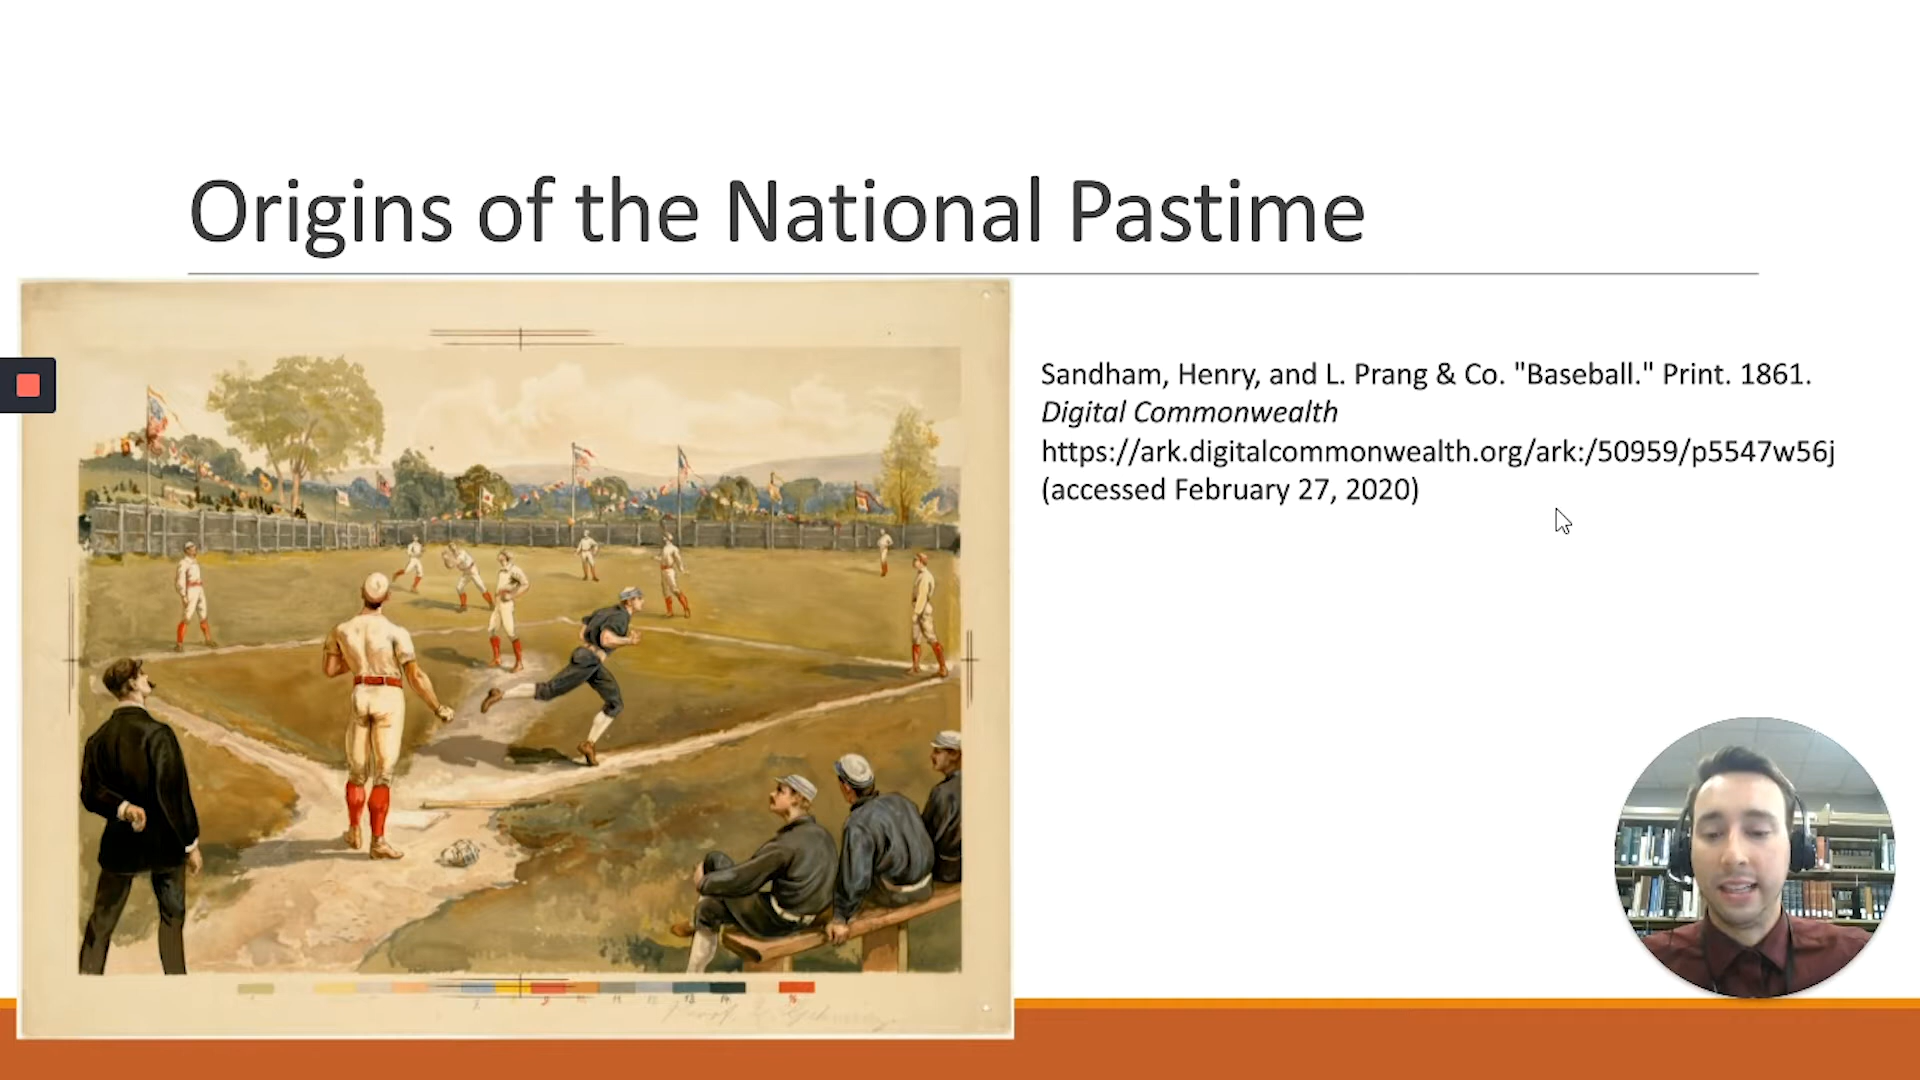 Origins of the National Pastime
Sandham, Henry, and L. Prang & Co. "Baseball." Print. 1861.
Digital Commonwealth
https://ark.digitalcommonwealth.org/ark:/50959/p5547w56j
(accessed February 27, 2020)